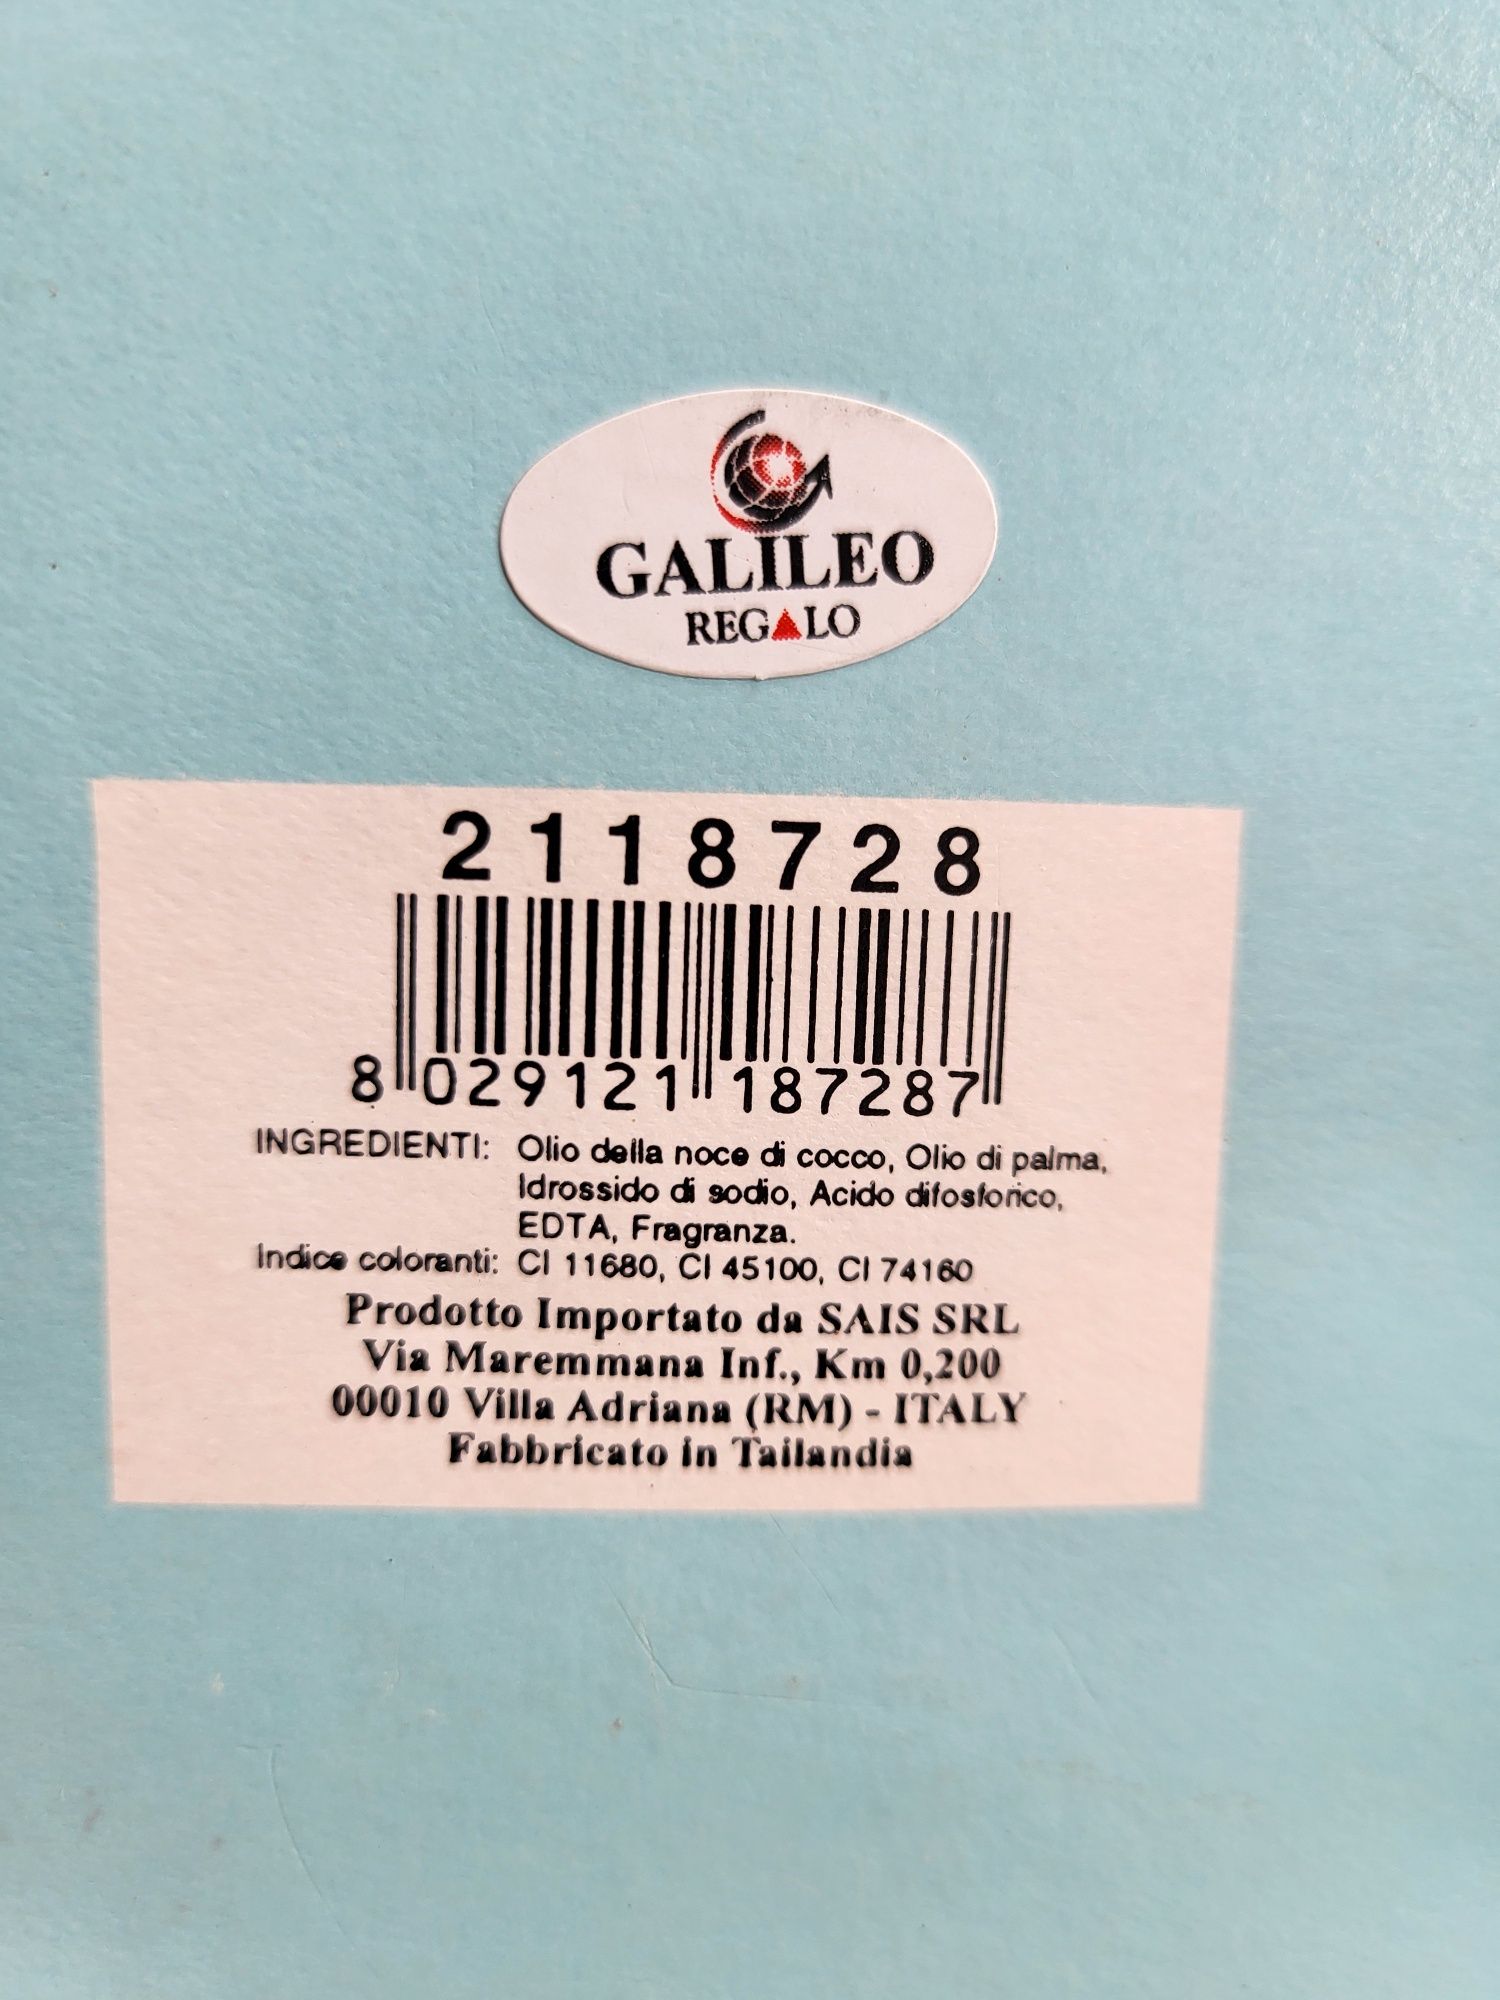 GALILEO
REGALO
2118728
8 029121 187287
INGREDIENTI: Olio della noce di cocco, Olio di palma,
Idrossido di sodio, Acido difosforico,
EDTA, Fragranza.
Indice coloranti: CI 11680, CI 45100, CI 74160
Prodotto Importato da SAIS SRL
Via Maremmana Inf., Km 0,200
00010 Villa Adriana (RM) - ITALY
Fabbricato in Tailandia